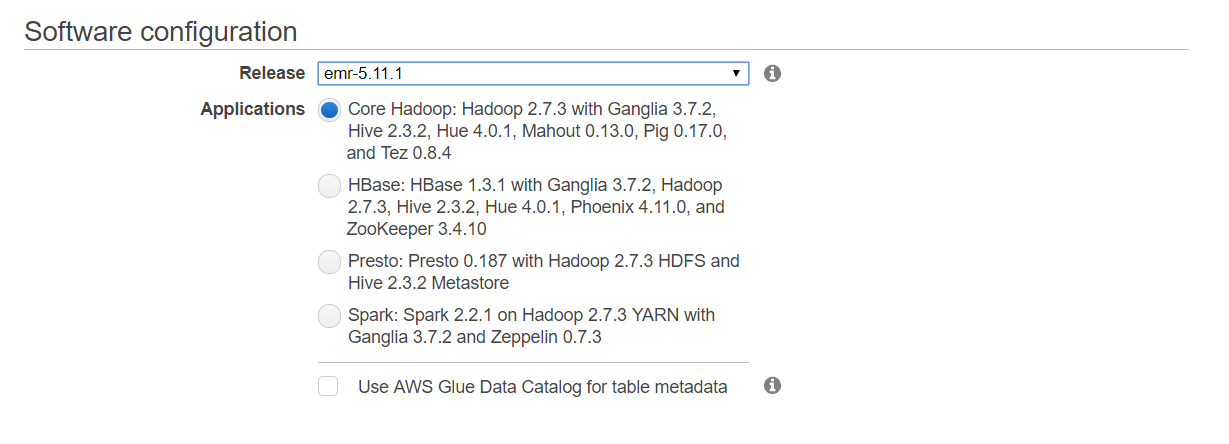 Software configuration
Release emr-5.11.1
Applications Core Hadoop: Hadoop 2.7.3 with Ganglia 3.7.2,
Hive 2.3.2, Hue 4.0.1, Mahout 0.13.0, Pig 0.17.0,
and Tez 0.8.4
HBase: HBase 1.3.1 with Ganglia 3.7.2, Hadoop
2.7.3, Hive 2.3.2, Hue 4.0.1, Phoenix 4.11.0, and
ZooKeeper 3.4.10
Presto: Presto 0.187 with Hadoop 2.7.3 HDFS and
Hive 2.3.2 Metastore
Spark: Spark 2.2.1 on Hadoop 2.7.3 YARN with
Ganglia 3.7.2 and Zeppelin 0.7.3
Use AWS Glue Data Catalog for table metadata